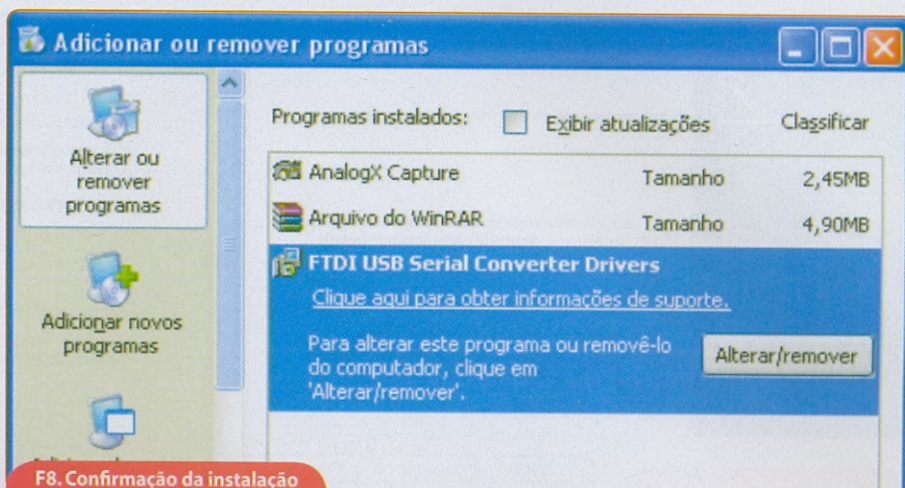 Adicionar ou remover programas
Alterar ou
remover
programas
Adicionar novos
programas
Programas instalados:
Exibir atualizações
Classificar
AnalogX Capture Tamanho 2,45MB
Arquivo do WinRAR Tamanho 4,90MB
FTDI USB Serial Converter Drivers
Clique aqui para obter informações de suporte.
Para alterar este programa ou removê-lo
do computador, clique em
'Alterar/remover'.
Alterar/remover
F8. Confirmação da instalação